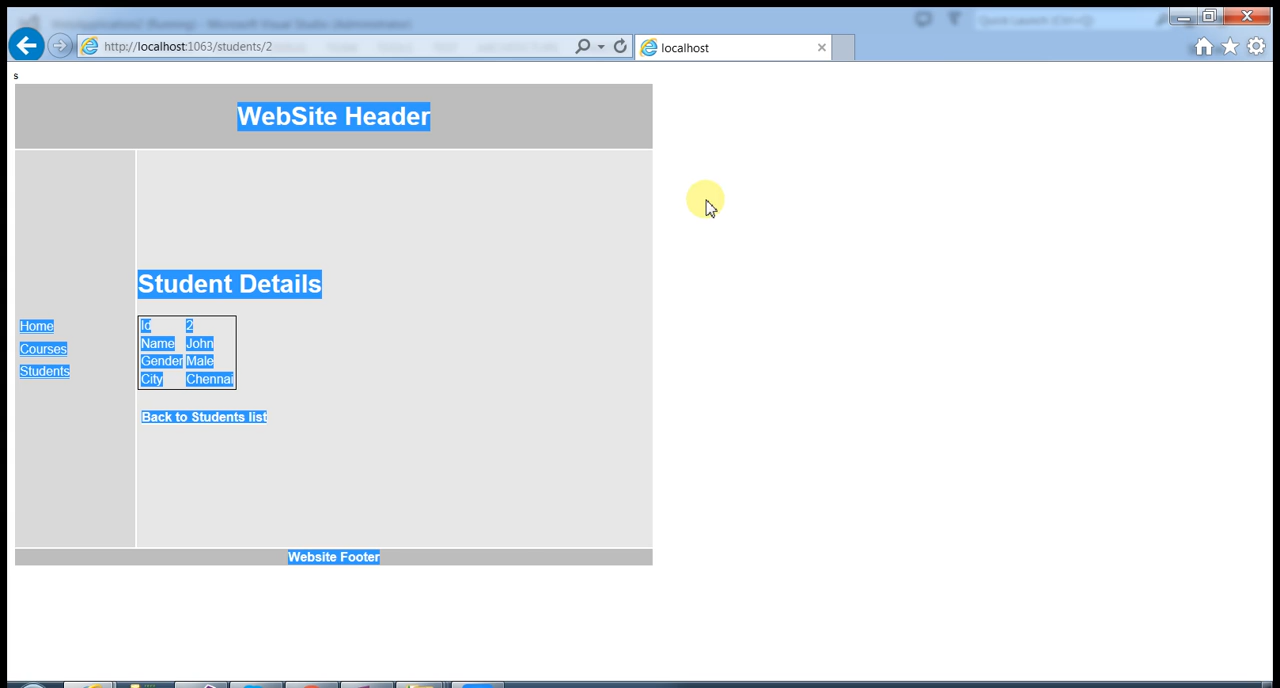 http://localhost:1063/students/2
localhost
s
WebSite Header
Student Details
Home
Courses
Students
Id 2
Name John
Gender Male
City Chennai
Back to Students list
Website Footer